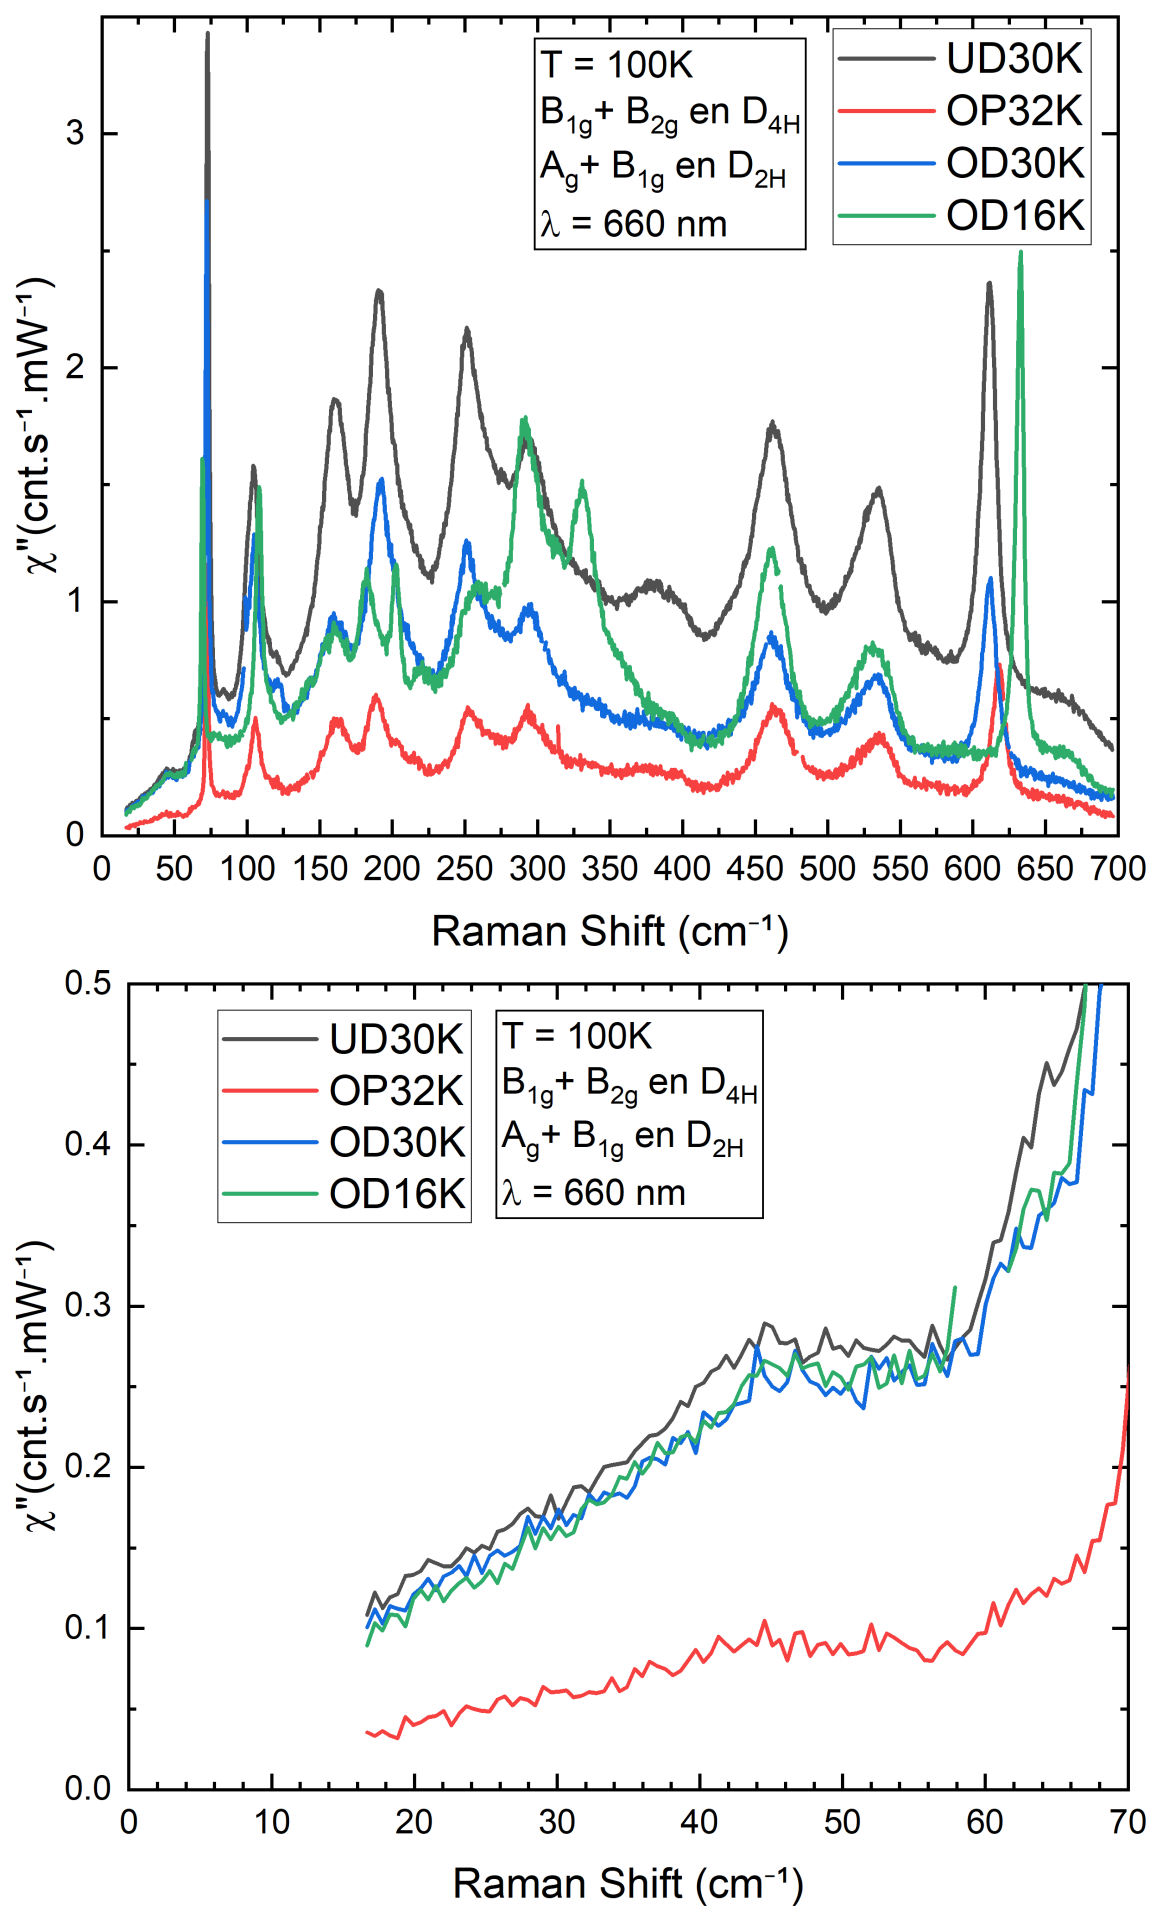 T = 100K
B1g+ B2g en D4H
Ag+ B1g en D2H
λ = 660 nm
UD30K
OP32K
OD30K
OD16K
3
2
1
0
χ"(cnt.s⁻¹.mW⁻¹)
0 50 100 150 200 250 300 350 400 450 500 550 600 650 700
Raman Shift (cm⁻¹)
UD30K
OP32K
OD30K
OD16K
T = 100K
B1g+ B2g en D4H
Ag+ B1g en D2H
λ = 660 nm
0.5
0.4
0.3
0.2
0.1
0.0
χ"(cnt.s⁻¹.mW⁻¹)
0 10 20 30 40 50 60 70
Raman Shift (cm⁻¹)